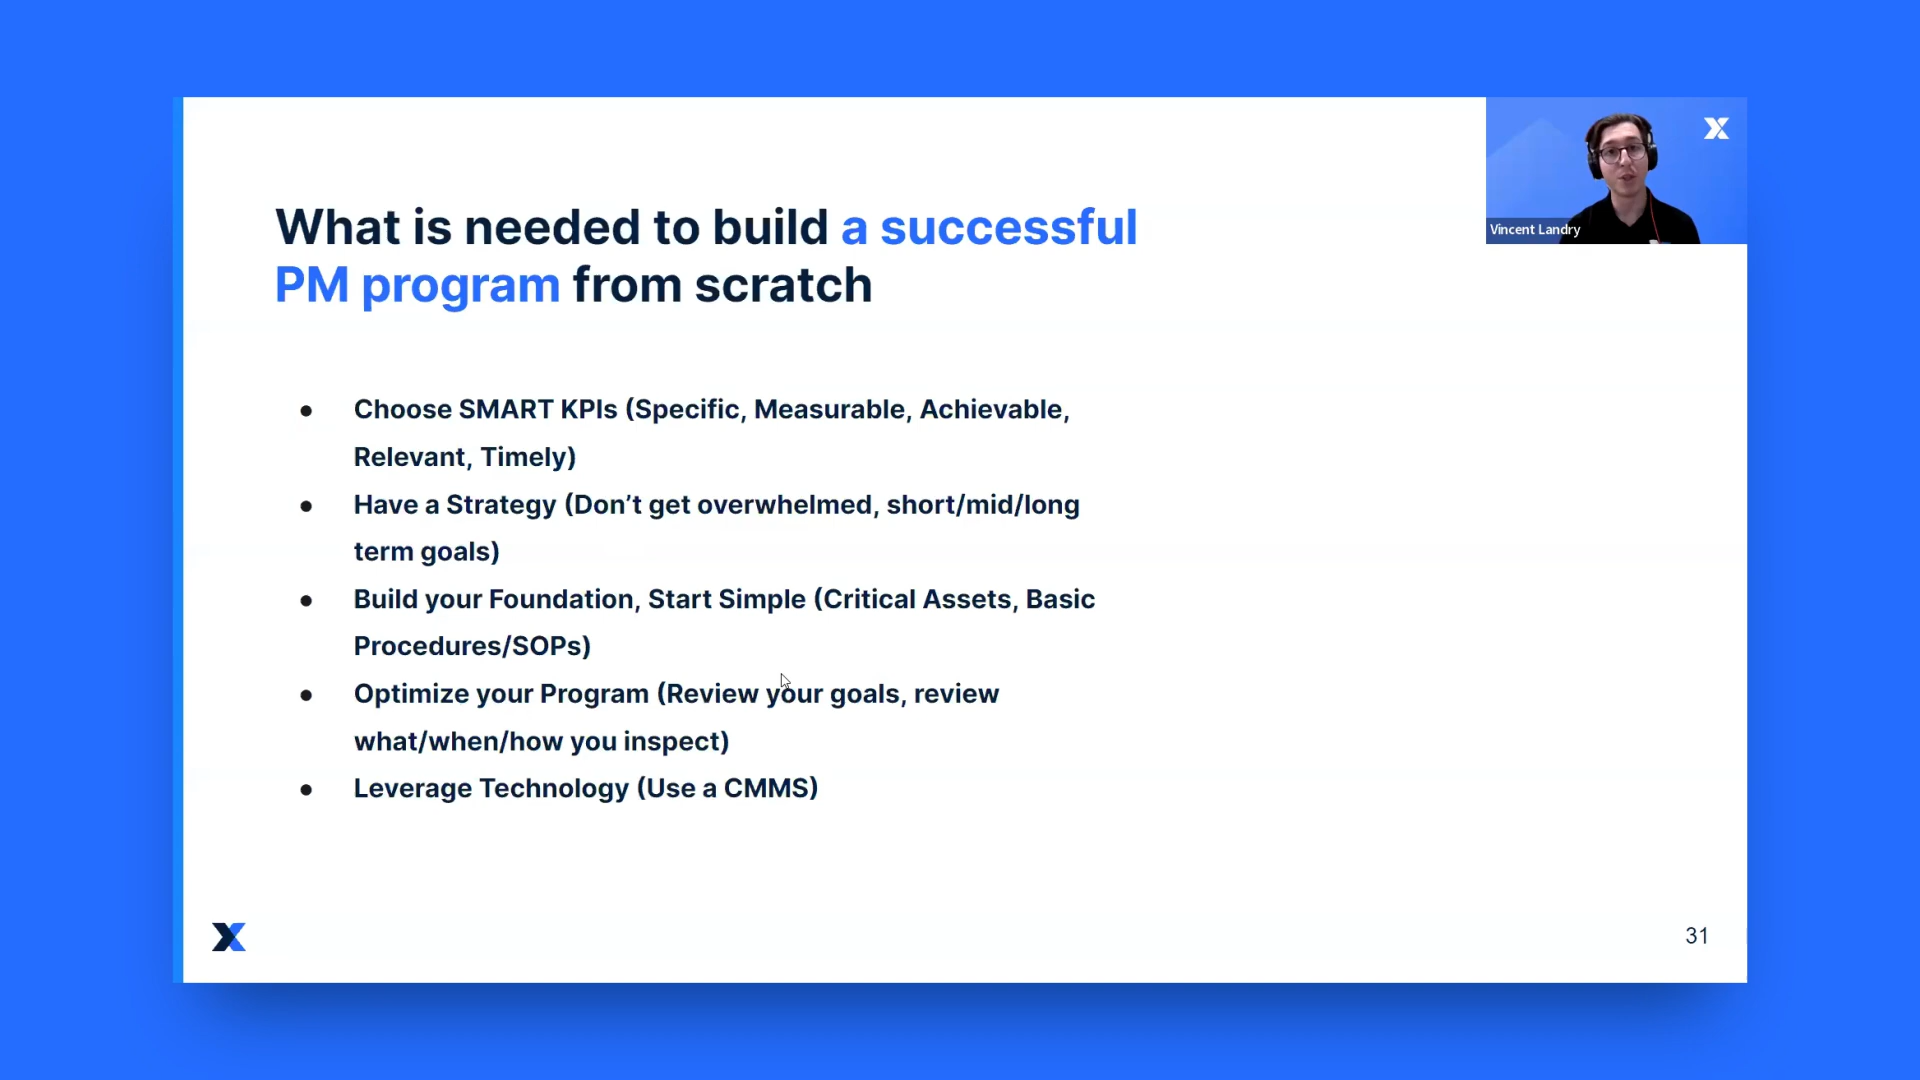 Vincent Landry
What is needed to build a successful
PM program from scratch
● Choose SMART KPIs (Specific, Measurable, Achievable,
Relevant, Timely)
● Have a Strategy (Don’t get overwhelmed, short/mid/long
term goals)
● Build your Foundation, Start Simple (Critical Assets, Basic
Procedures/SOPs)
● Optimize your Program (Review your goals, review
what/when/how you inspect)
● Leverage Technology (Use a CMMS)
31